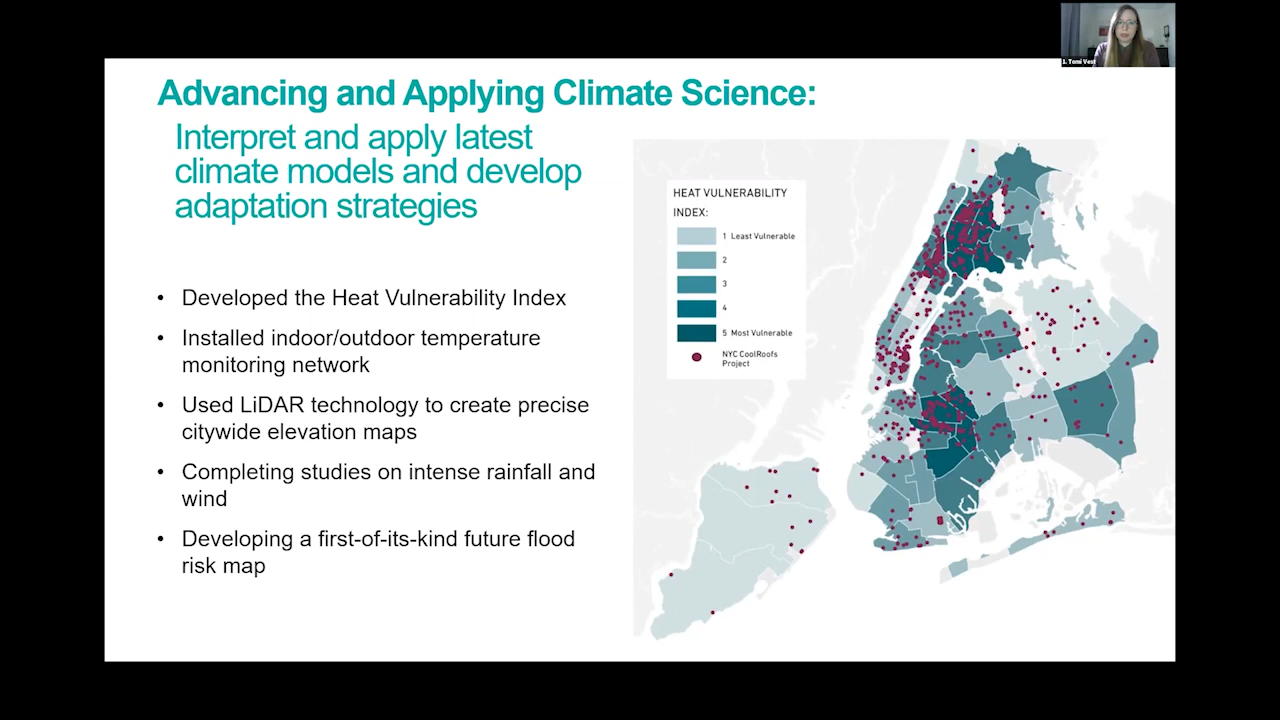 1. Tomi Vest
Advancing and Applying Climate Science:
Interpret and apply latest
climate models and develop
adaptation strategies
• Developed the Heat Vulnerability Index
• Installed indoor/outdoor temperature
monitoring network
• Used LiDAR technology to create precise
citywide elevation maps
• Completing studies on intense rainfall and
wind
• Developing a first-of-its-kind future flood
risk map
HEAT VULNERABILITY
INDEX:
1 Least Vulnerable
2
3
4
5 Most Vulnerable
NYC CoolRoofs
Project